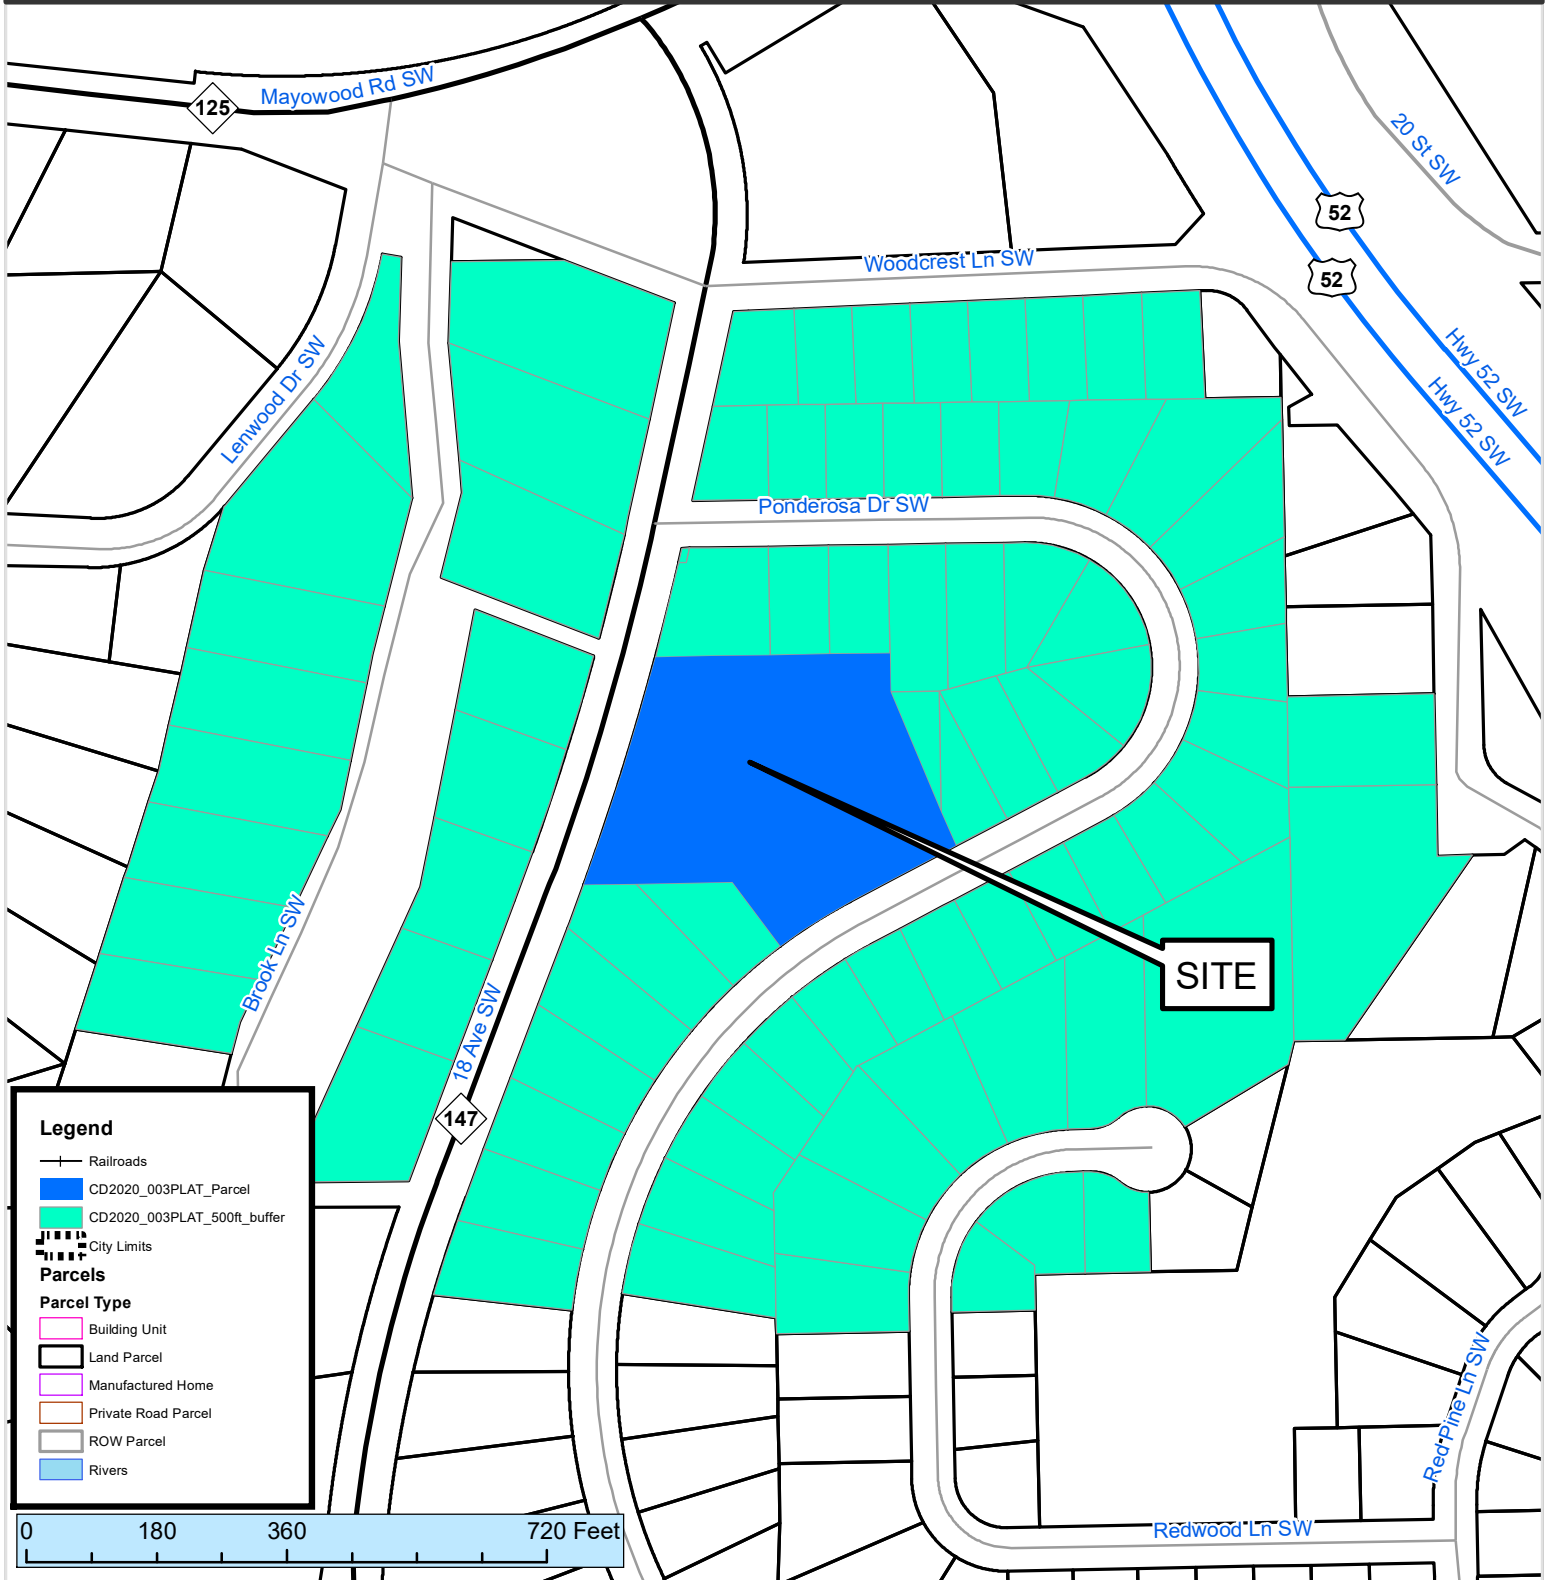 Mayowood Rd SW
125
20 St SW
52
52
Woodcrest Ln SW
Hwy 52 SW
Hwy 52 SW
Lenwood Dr SW
Ponderosa Dr SW
SITE
Brook Ln SW
18 Ave SW
147
Legend
Railroads
CD2020_003PLAT_Parcel
CD2020_003PLAT_500ft_buffer
City Limits
Parcels
Parcel Type
Building Unit
Land Parcel
Manufactured Home
Private Road Parcel
ROW Parcel
Rivers
Red Pine Ln SW
Redwood Ln SW
0 180 360 720 Feet